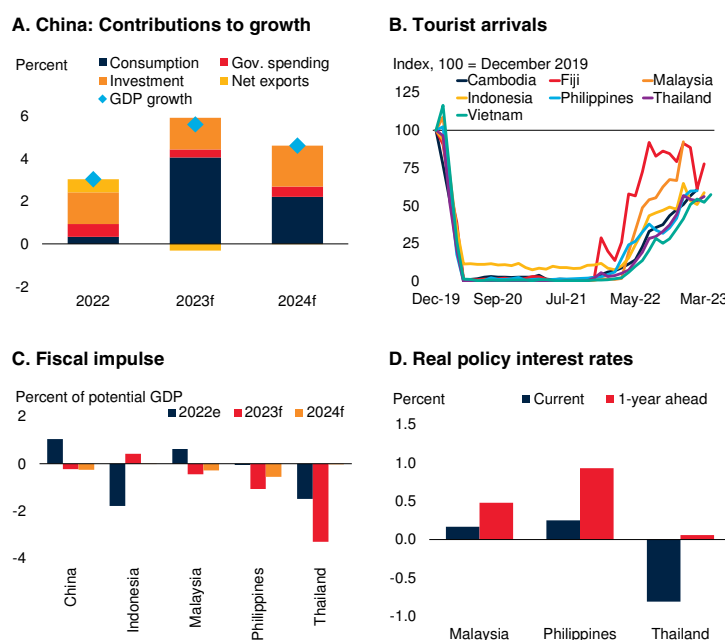 A. China: Contributions to growth
Percent
Consumption
Gov. spending
Investment
Net exports
GDP growth
6
4
2
0
-2
2022
2023f
2024f
B. Tourist arrivals
Index, 100 = December 2019
Cambodia
Fiji
Malaysia
Indonesia
Philippines
Thailand
Vietnam
125
100
75
50
25
0
Dec-19
Sep-20
Jul-21
May-22
Mar-23
C. Fiscal impulse
Percent of potential GDP
2022e
2023f
2024f
2
0
-2
-4
China
Indonesia
Malaysia
Philippines
Thailand
D. Real policy interest rates
Percent
Current
1-year ahead
1.5
1.0
0.5
0.0
-0.5
-1.0
Malaysia
Philippines
Thailand